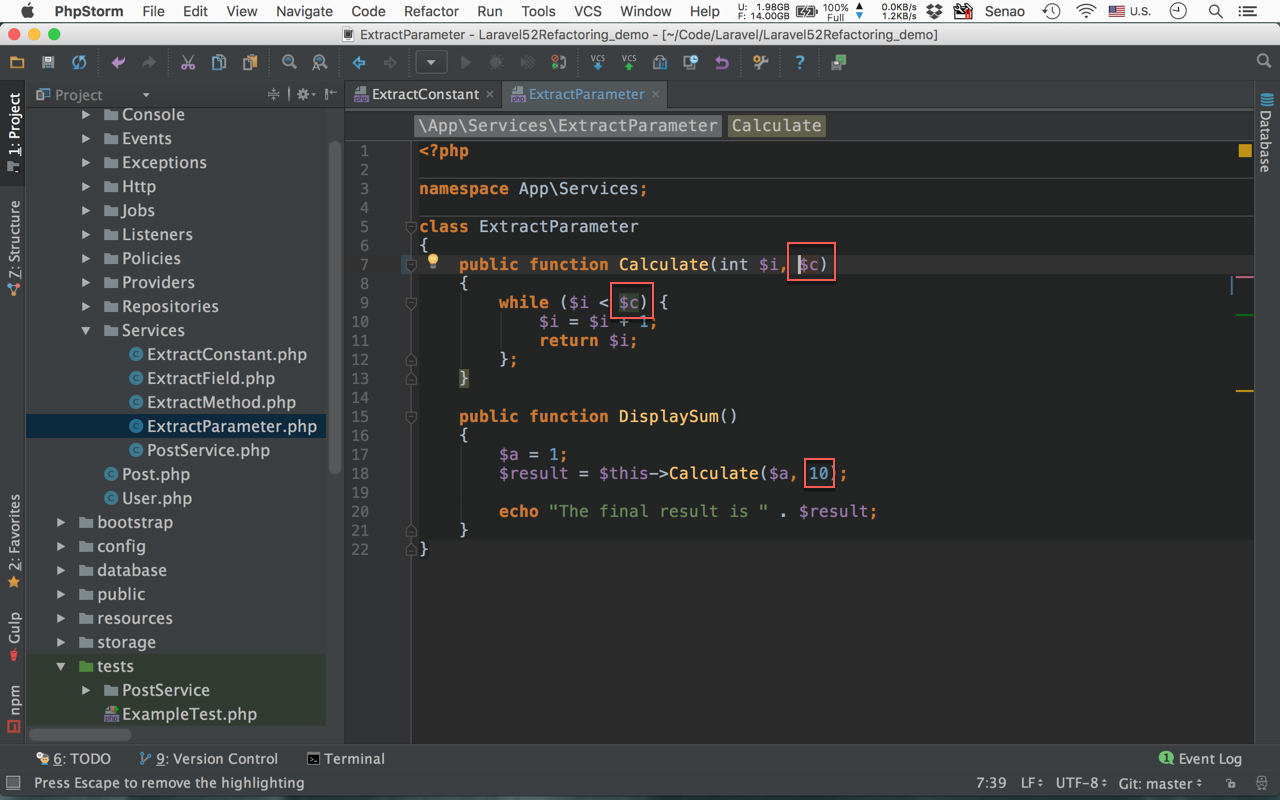 PhpStorm File Edit View Navigate Code Refactor Run Tools VCS Window Help U: 1.98GB F: 14.00GB 100% Full 0.0KB/s 1.2KB/s Senao U.S.
ExtractParameter - Laravel52Refactoring_demo - [~/Code/Laravel/Laravel52Refactoring_demo]
VCS VCS ?
1: Project
Z: Structure
2: Favorites
Gulp
npm
Project
Console
Events
Exceptions
Http
Jobs
Listeners
Policies
Providers
Repositories
Services
ExtractConstant.php
ExtractField.php
ExtractMethod.php
ExtractParameter.php
PostService.php
Post.php
User.php
bootstrap
config
database
public
resources
storage
tests
PostService
ExampleTest.php
ExtractConstant × ExtractParameter ×
\App\Services\ExtractParameter Calculate
1 <?php
2
3 namespace App\Services;
4
5 class ExtractParameter
6 {
7 public function Calculate(int $i, $c)
8 {
9 while ($i < $c) {
10 $i = $i + 1;
11 return $i;
12 };
13 }
14
15 public function DisplaySum()
16 {
17 $a = 1;
18 $result = $this->Calculate($a, 10);
19
20 echo "The final result is " . $result;
21 }
22 }
Database
6: TODO 9: Version Control Terminal 1 Event Log
Press Escape to remove the highlighting 7:39 LF UTF-8 Git: master